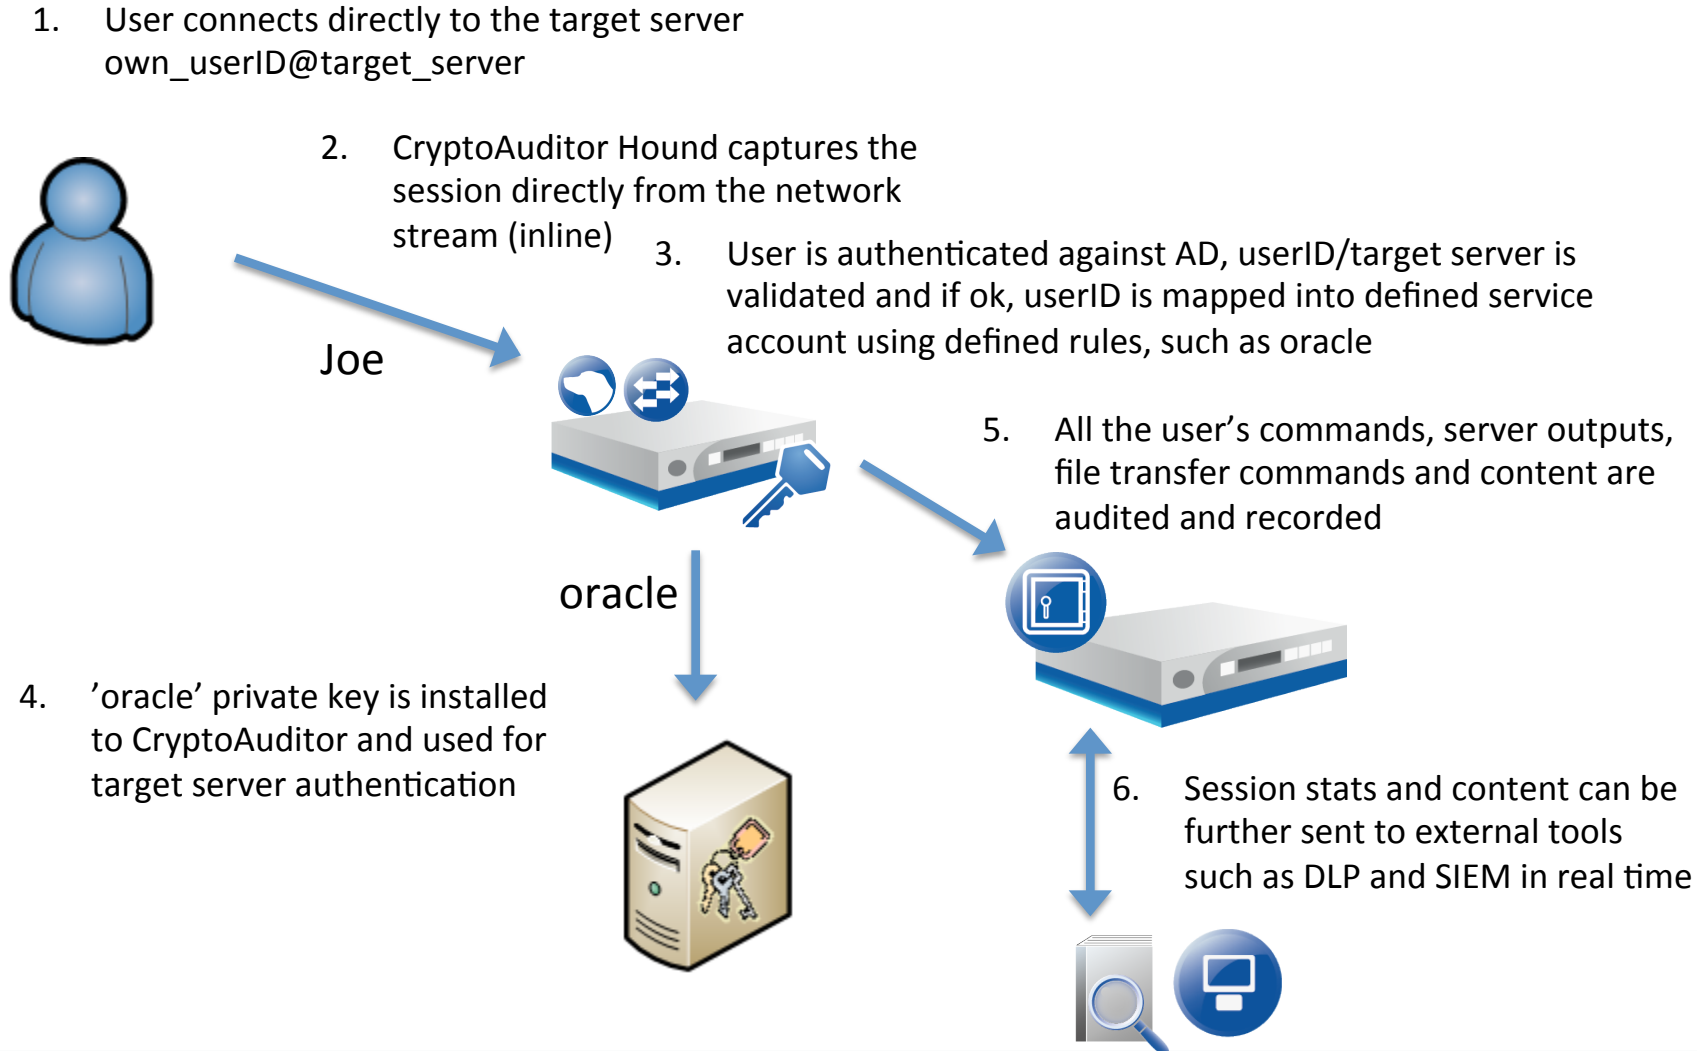 1. User connects directly to the target server
own_userID@target_server
2. CryptoAuditor Hound captures the
session directly from the network
stream (inline)
3. User is authenticated against AD, userID/target server is
validated and if ok, userID is mapped into defined service
account using defined rules, such as oracle
Joe
5. All the user’s commands, server outputs,
file transfer commands and content are
audited and recorded
oracle
4. ’oracle’ private key is installed
to CryptoAuditor and used for
target server authentication
6. Session stats and content can be
further sent to external tools
such as DLP and SIEM in real time